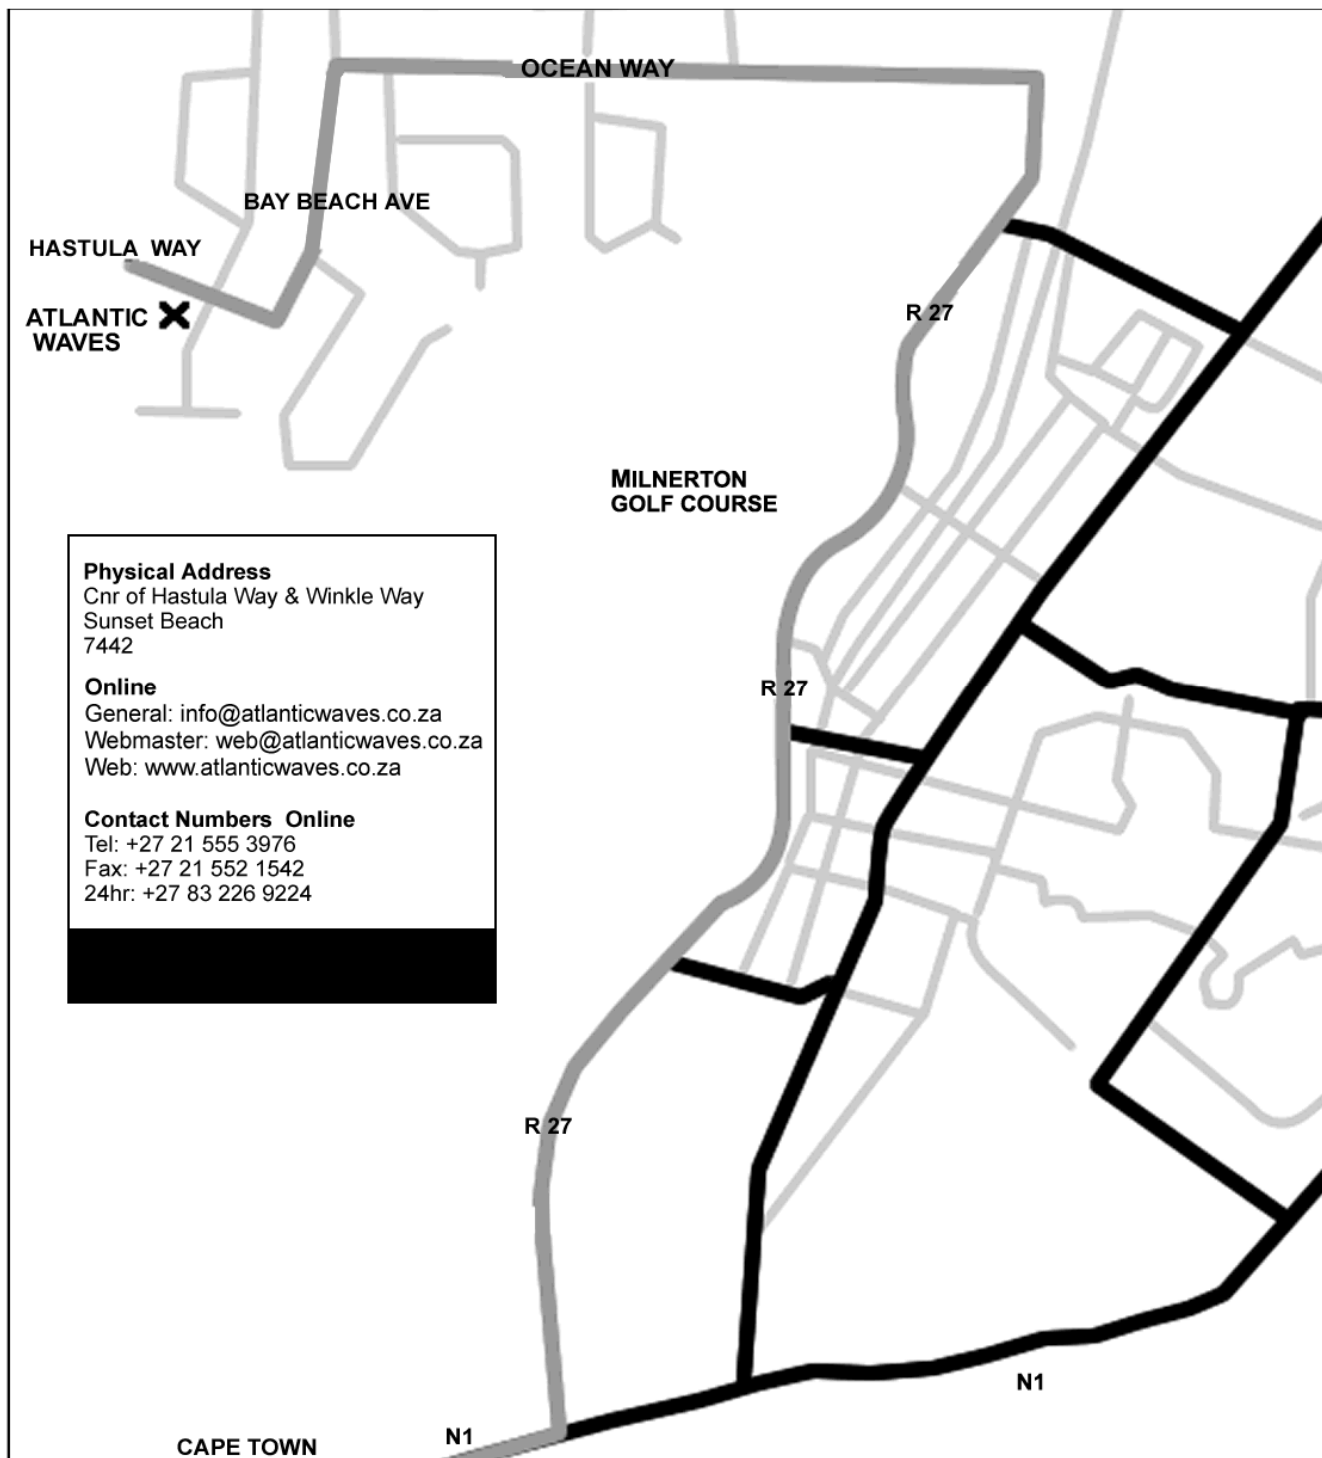 OCEAN WAY
BAY BEACH AVE
HASTULA WAY
ATLANTIC
WAVES
R 27
MILNERTON
GOLF COURSE
Physical Address
Cnr of Hastula Way & Winkle Way
Sunset Beach
7442
Online
General: info@atlanticwaves.co.za
Webmaster: web@atlanticwaves.co.za
Web: www.atlanticwaves.co.za
Contact Numbers  Online
Tel: +27 21 555 3976
Fax: +27 21 552 1542
24hr: +27 83 226 9224
R 27
R 27
N1
N1
CAPE TOWN